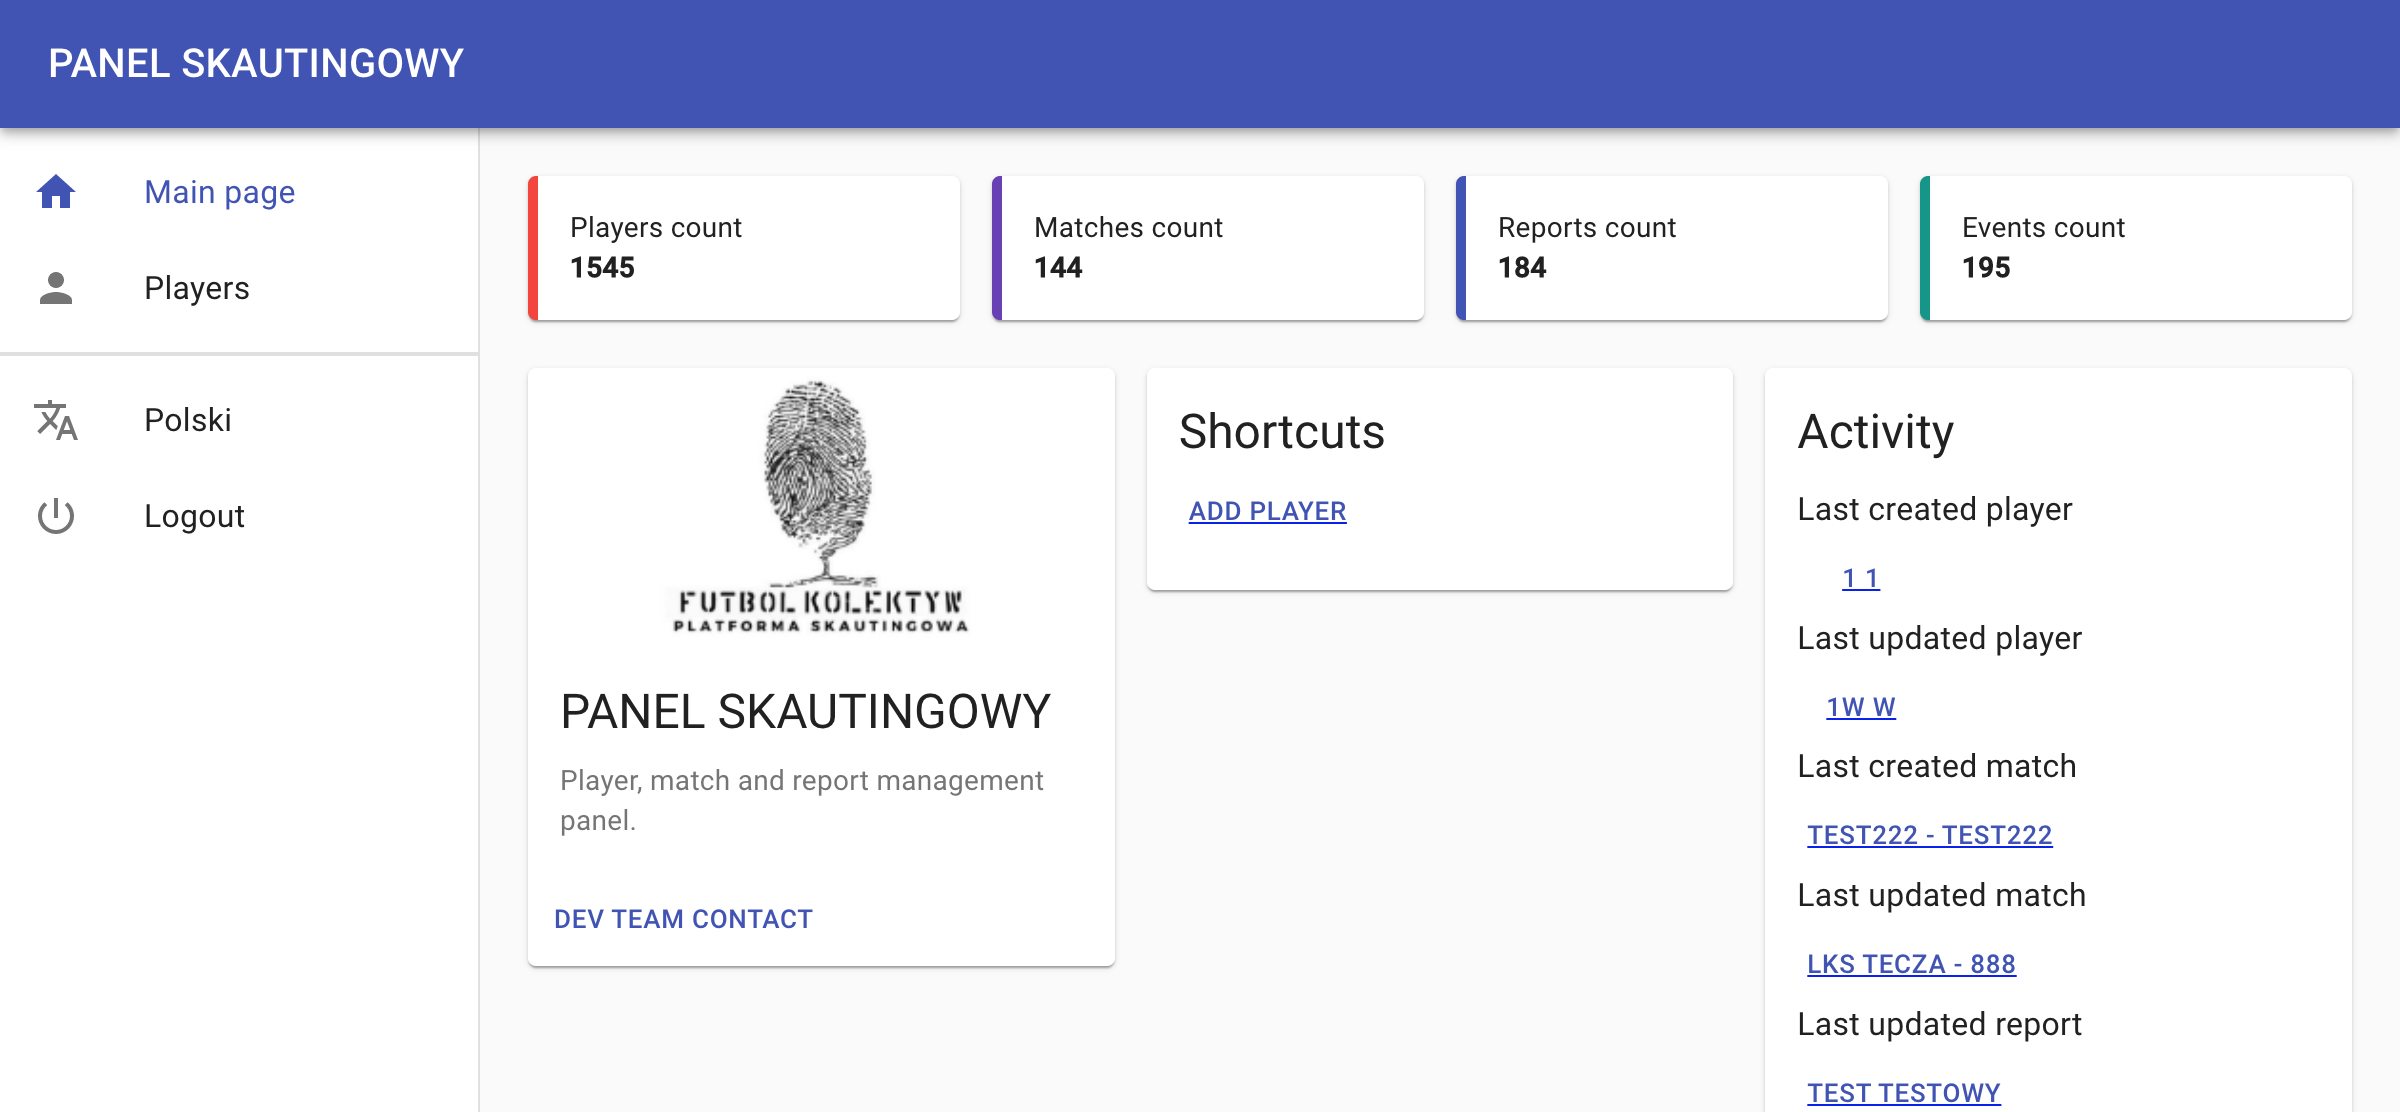 PANEL SKAUTINGOWY
Main page
Players
Polski
Logout
Players count
1545
Matches count
144
Reports count
184
Events count
195
FUTBOL KOLEKTYW
PLATFORMA SKAUTINGOWA
PANEL SKAUTINGOWY
Player, match and report management
panel.
DEV TEAM CONTACT
Shortcuts
ADD PLAYER
Activity
Last created player
1 1
Last updated player
1W W
Last created match
TEST222 - TEST222
Last updated match
LKS TECZA - 888
Last updated report
TEST TESTOWY